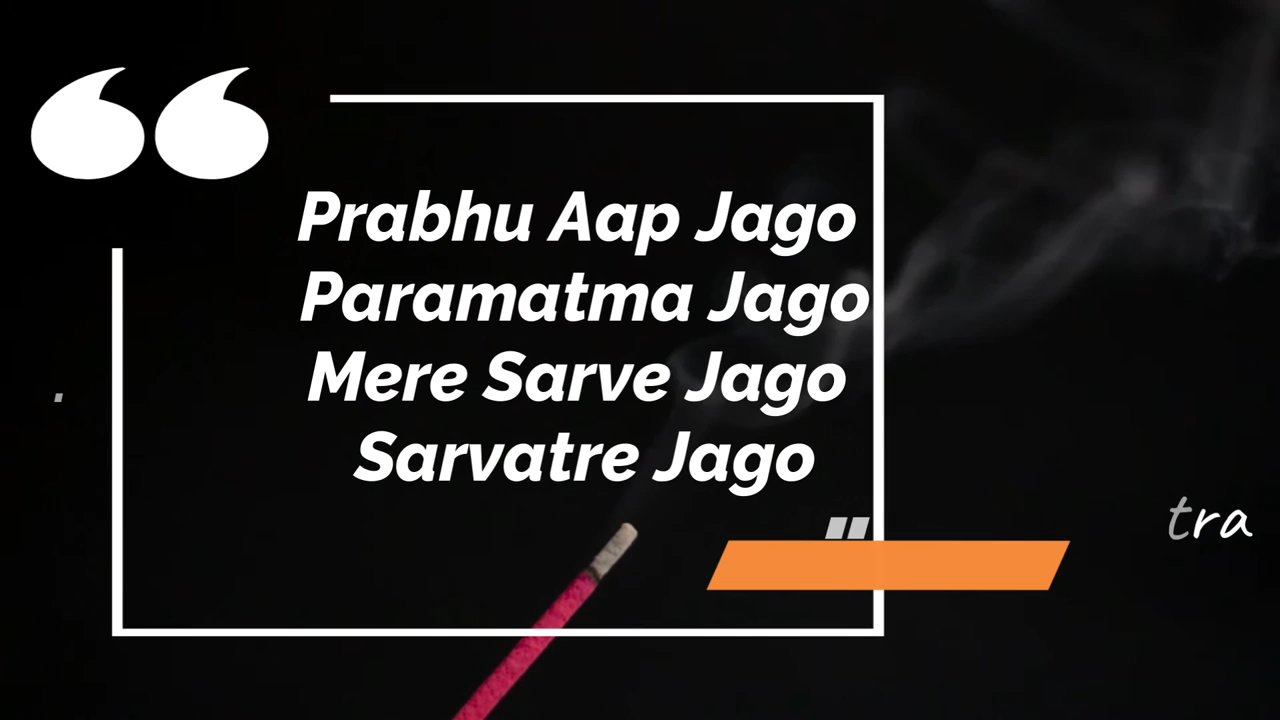 Prabhu Aap Jago
Paramatma Jago
Mere Sarve Jago
Sarvatre Jago
"
tra